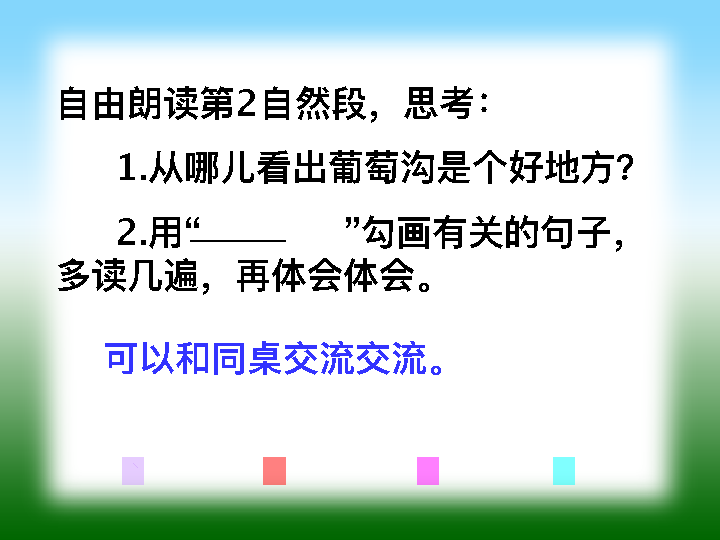 自由朗读第2自然段，思考：
1.从哪儿看出葡萄沟是个好地方？
2.用“______”勾画有关的句子，
多读几遍，再体会体会。
可以和同桌交流交流。